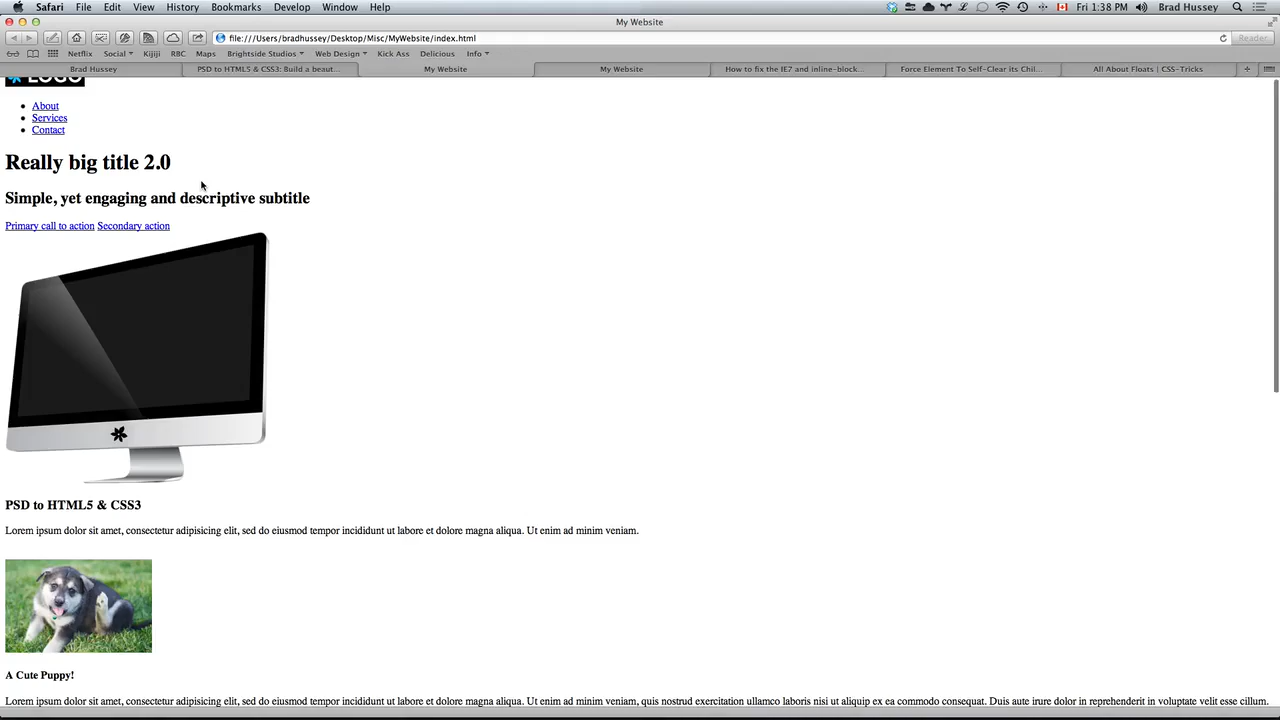 Safari File Edit View History Bookmarks Develop Window Help Fri 1:38 PM Brad Hussey
My Website
file:///Users/bradhussey/Desktop/Misc/MyWebsite/index.html Reader
Netflix Social Kijiji RBC Maps Brightside Studios Web Design Kick Ass Delicious Info
Brad Hussey PSD to HTML5 & CSS3: Build a beaut... My Website My Website How to fix the IE7 and inline-block... Force Element To Self-Clear its Chil... All About Floats | CSS-Tricks
LOGO
About
Services
Contact
Really big title 2.0
Simple, yet engaging and descriptive subtitle
Primary call to action Secondary action
PSD to HTML5 & CSS3
Lorem ipsum dolor sit amet, consectetur adipisicing elit, sed do eiusmod tempor incididunt ut labore et dolore magna aliqua. Ut enim ad minim veniam.
A Cute Puppy!
Lorem ipsum dolor sit amet, consectetur adipisicing elit, sed do eiusmod tempor incididunt ut labore et dolore magna aliqua. Ut enim ad minim veniam, quis nostrud exercitation ullamco laboris nisi ut aliquip ex ea commodo consequat. Duis aute irure dolor in reprehenderit in voluptate velit esse cillum.